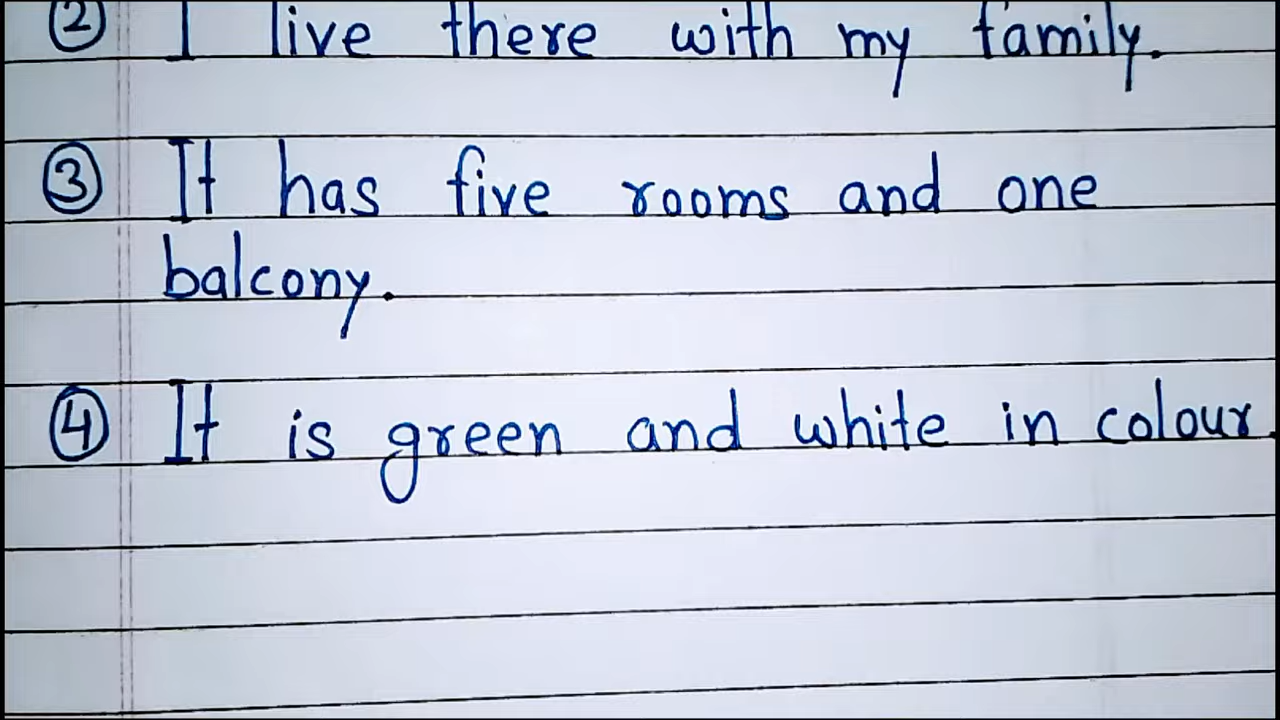 ② I live there with my family.
③ It has five rooms and one
balcony.
④ It is green and white in colour.